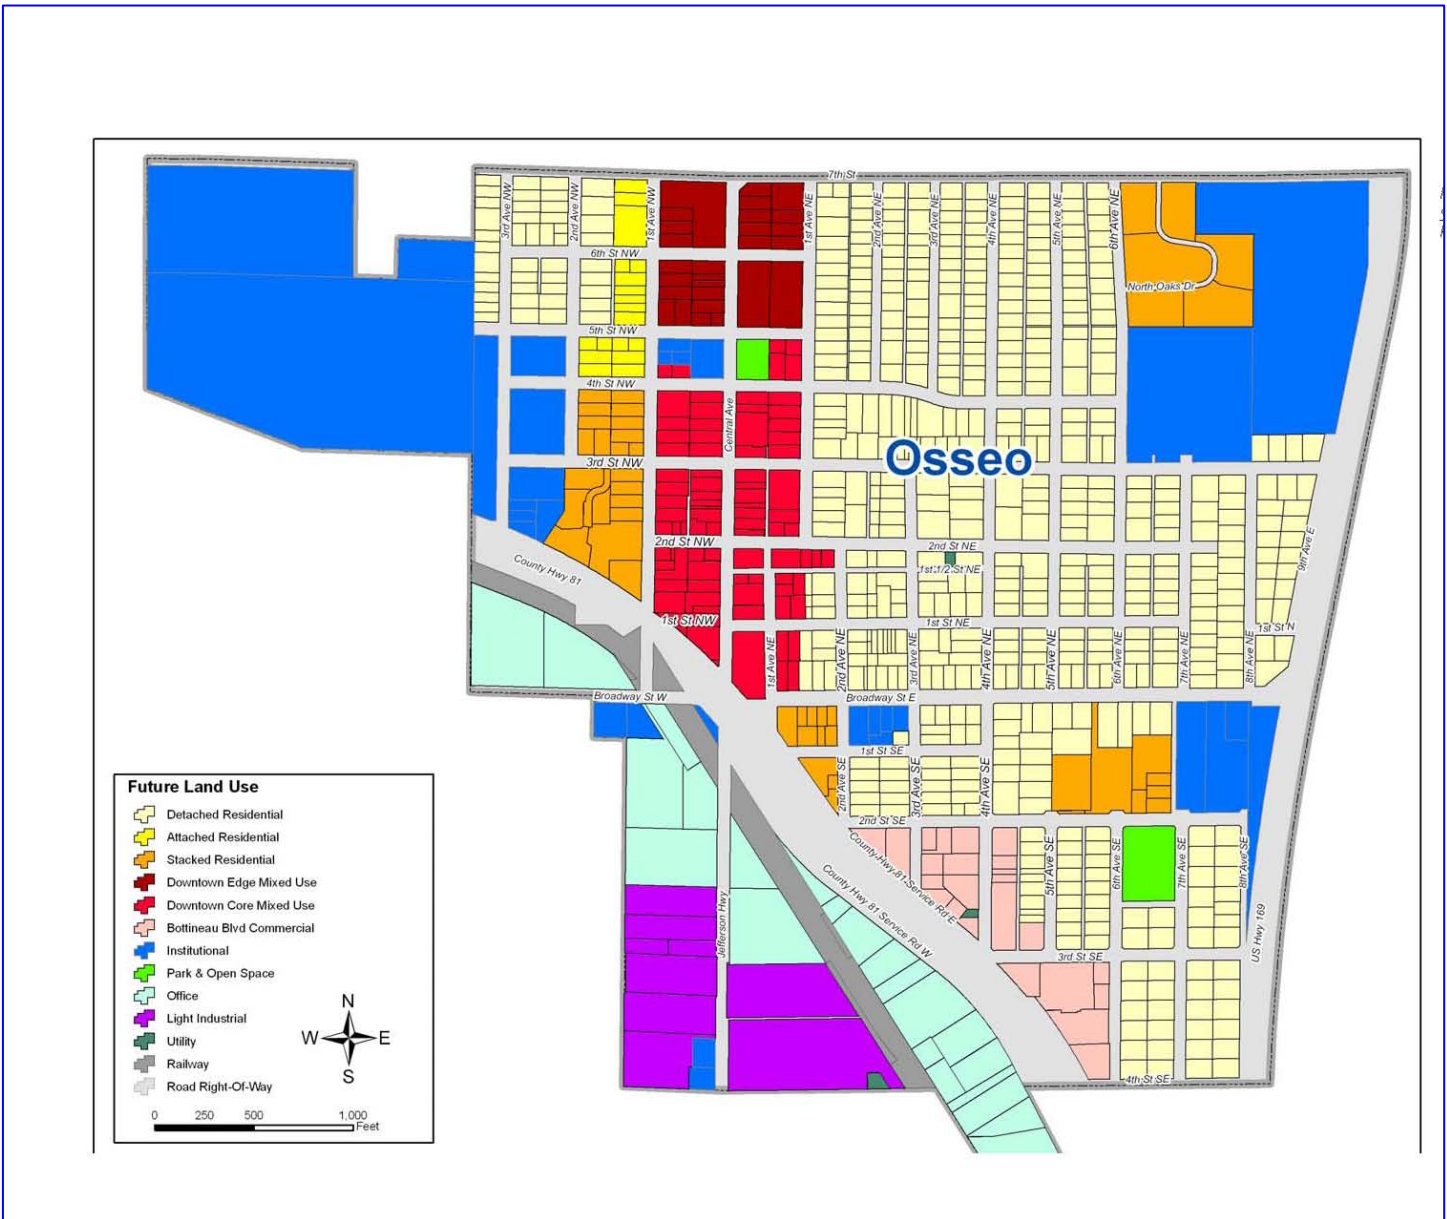 7th St
3rd Ave NW
2nd Ave NW
1st Ave NW
1st Ave NE
2nd Ave NE
3rd Ave NE
4th Ave NE
5th Ave NE
6th Ave NE
6th St NW
North Oaks Dr
5th St NW
4th St NW
Central Ave
Osseo
3rd St NW
2nd St NW
2nd St NE
1st 1/2 St NE
9th Ave E
County Hwy 81
1st St NW
1st St NE
1st St N
1st Ave NE
2nd Ave NE
3rd Ave NE
4th Ave NE
5th Ave NE
6th Ave NE
7th Ave NE
8th Ave NE
Broadway St W
Broadway St E
1st St SE
2nd Ave SE
3rd Ave SE
4th Ave SE
2nd St SE
County Hwy 81 Service Rd E
County Hwy 81 Service Rd W
5th Ave SE
6th Ave SE
7th Ave SE
8th Ave SE
Jefferson Hwy
US Hwy 169
3rd St SE
4th St SE
Future Land Use
Detached Residential
Attached Residential
Stacked Residential
Downtown Edge Mixed Use
Downtown Core Mixed Use
Bottineau Blvd Commercial
Institutional
Park & Open Space
Office
Light Industrial
Utility
Railway
Road Right-Of-Way
N
W E
S
0 250 500 1,000
Feet